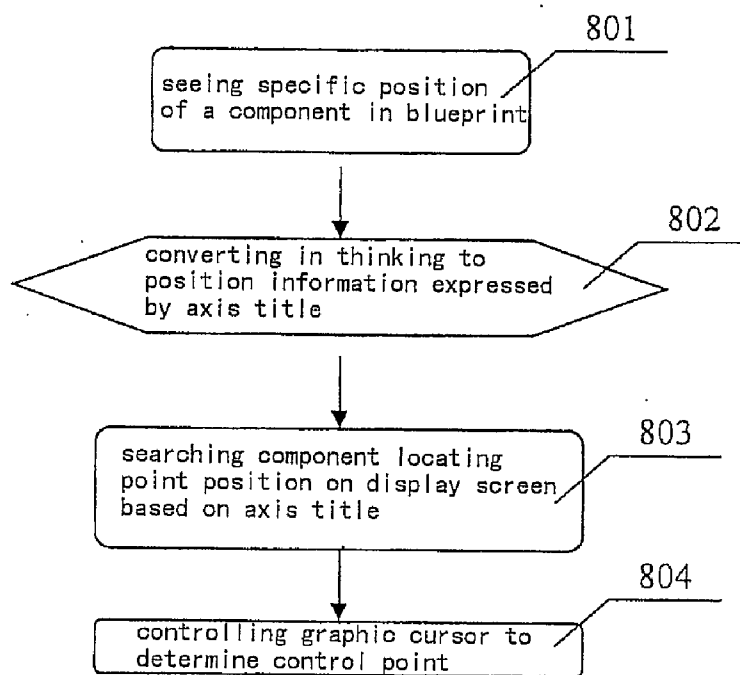 801
seeing specific position
of a component in blueprint
802
converting in thinking to
position information expressed
by axis title
803
searching component locating
point position on display screen
based on axis title
804
controlling graphic cursor to
determine control point